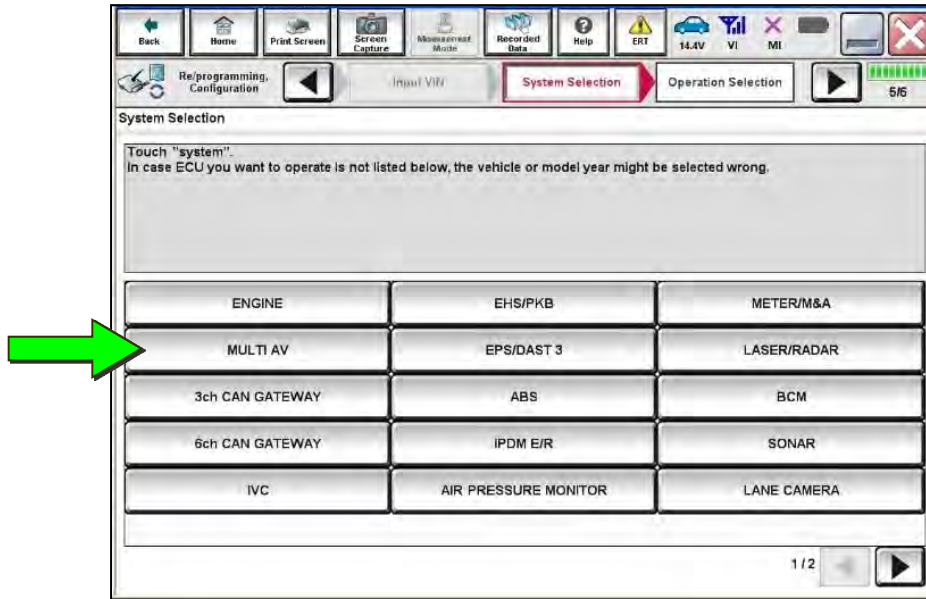 Back
Home
Print Screen
Screen Capture
Measurement Mode
Recorded Data
Help
ERT
14.4V
VI
MI
Re/programming, Configuration
Input VIN
System Selection
Operation Selection
5/6
System Selection
Touch "system".
In case ECU you want to operate is not listed below, the vehicle or model year might be selected wrong.
ENGINE
EHS/PKB
METER/M&A
MULTI AV
EPS/DAST 3
LASER/RADAR
3ch CAN GATEWAY
ABS
BCM
6ch CAN GATEWAY
IPDM E/R
SONAR
IVC
AIR PRESSURE MONITOR
LANE CAMERA
1/2